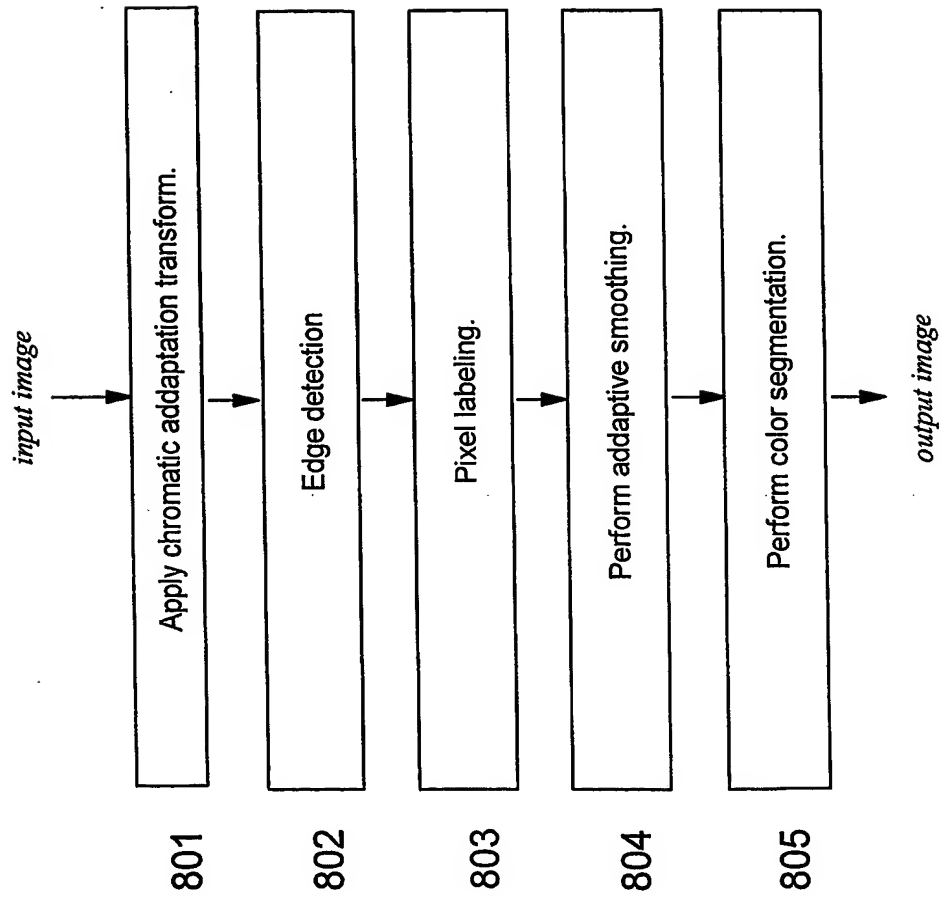 input image
801
Apply chromatic addaptation transform.
802
Edge detection
803
Pixel labeling.
804
Perform addaptive smoothing.
805
Perform color segmentation.
output image